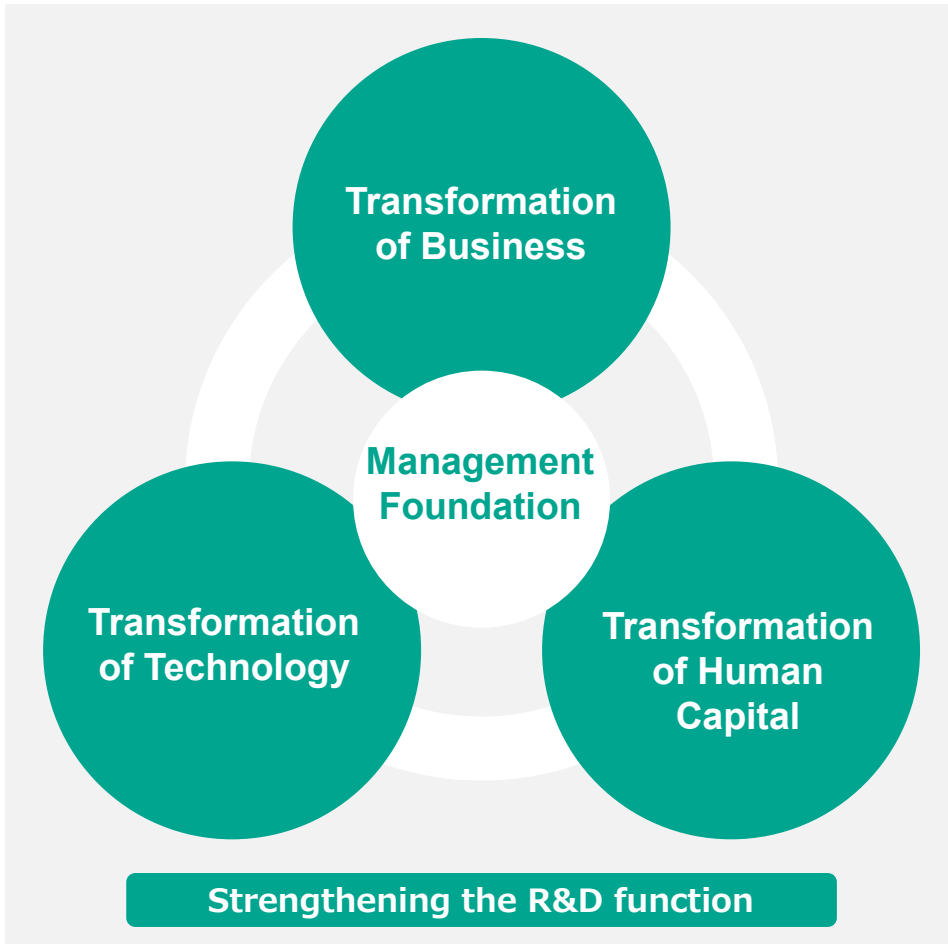 Transformation
of Business
Management
Foundation
Transformation
of Technology
Transformation
of Human
Capital
Strengthening the R&D function